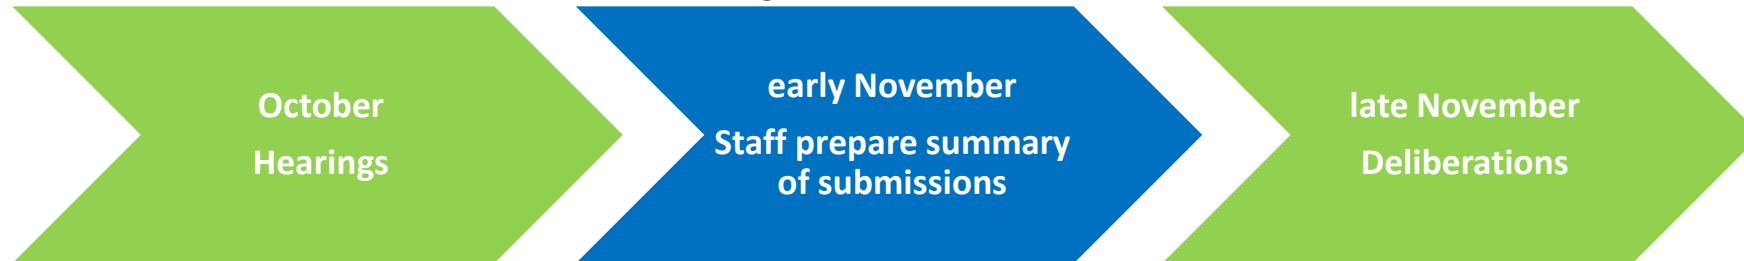 October
Hearings
early November
Staff prepare summary
of submissions
late November
Deliberations